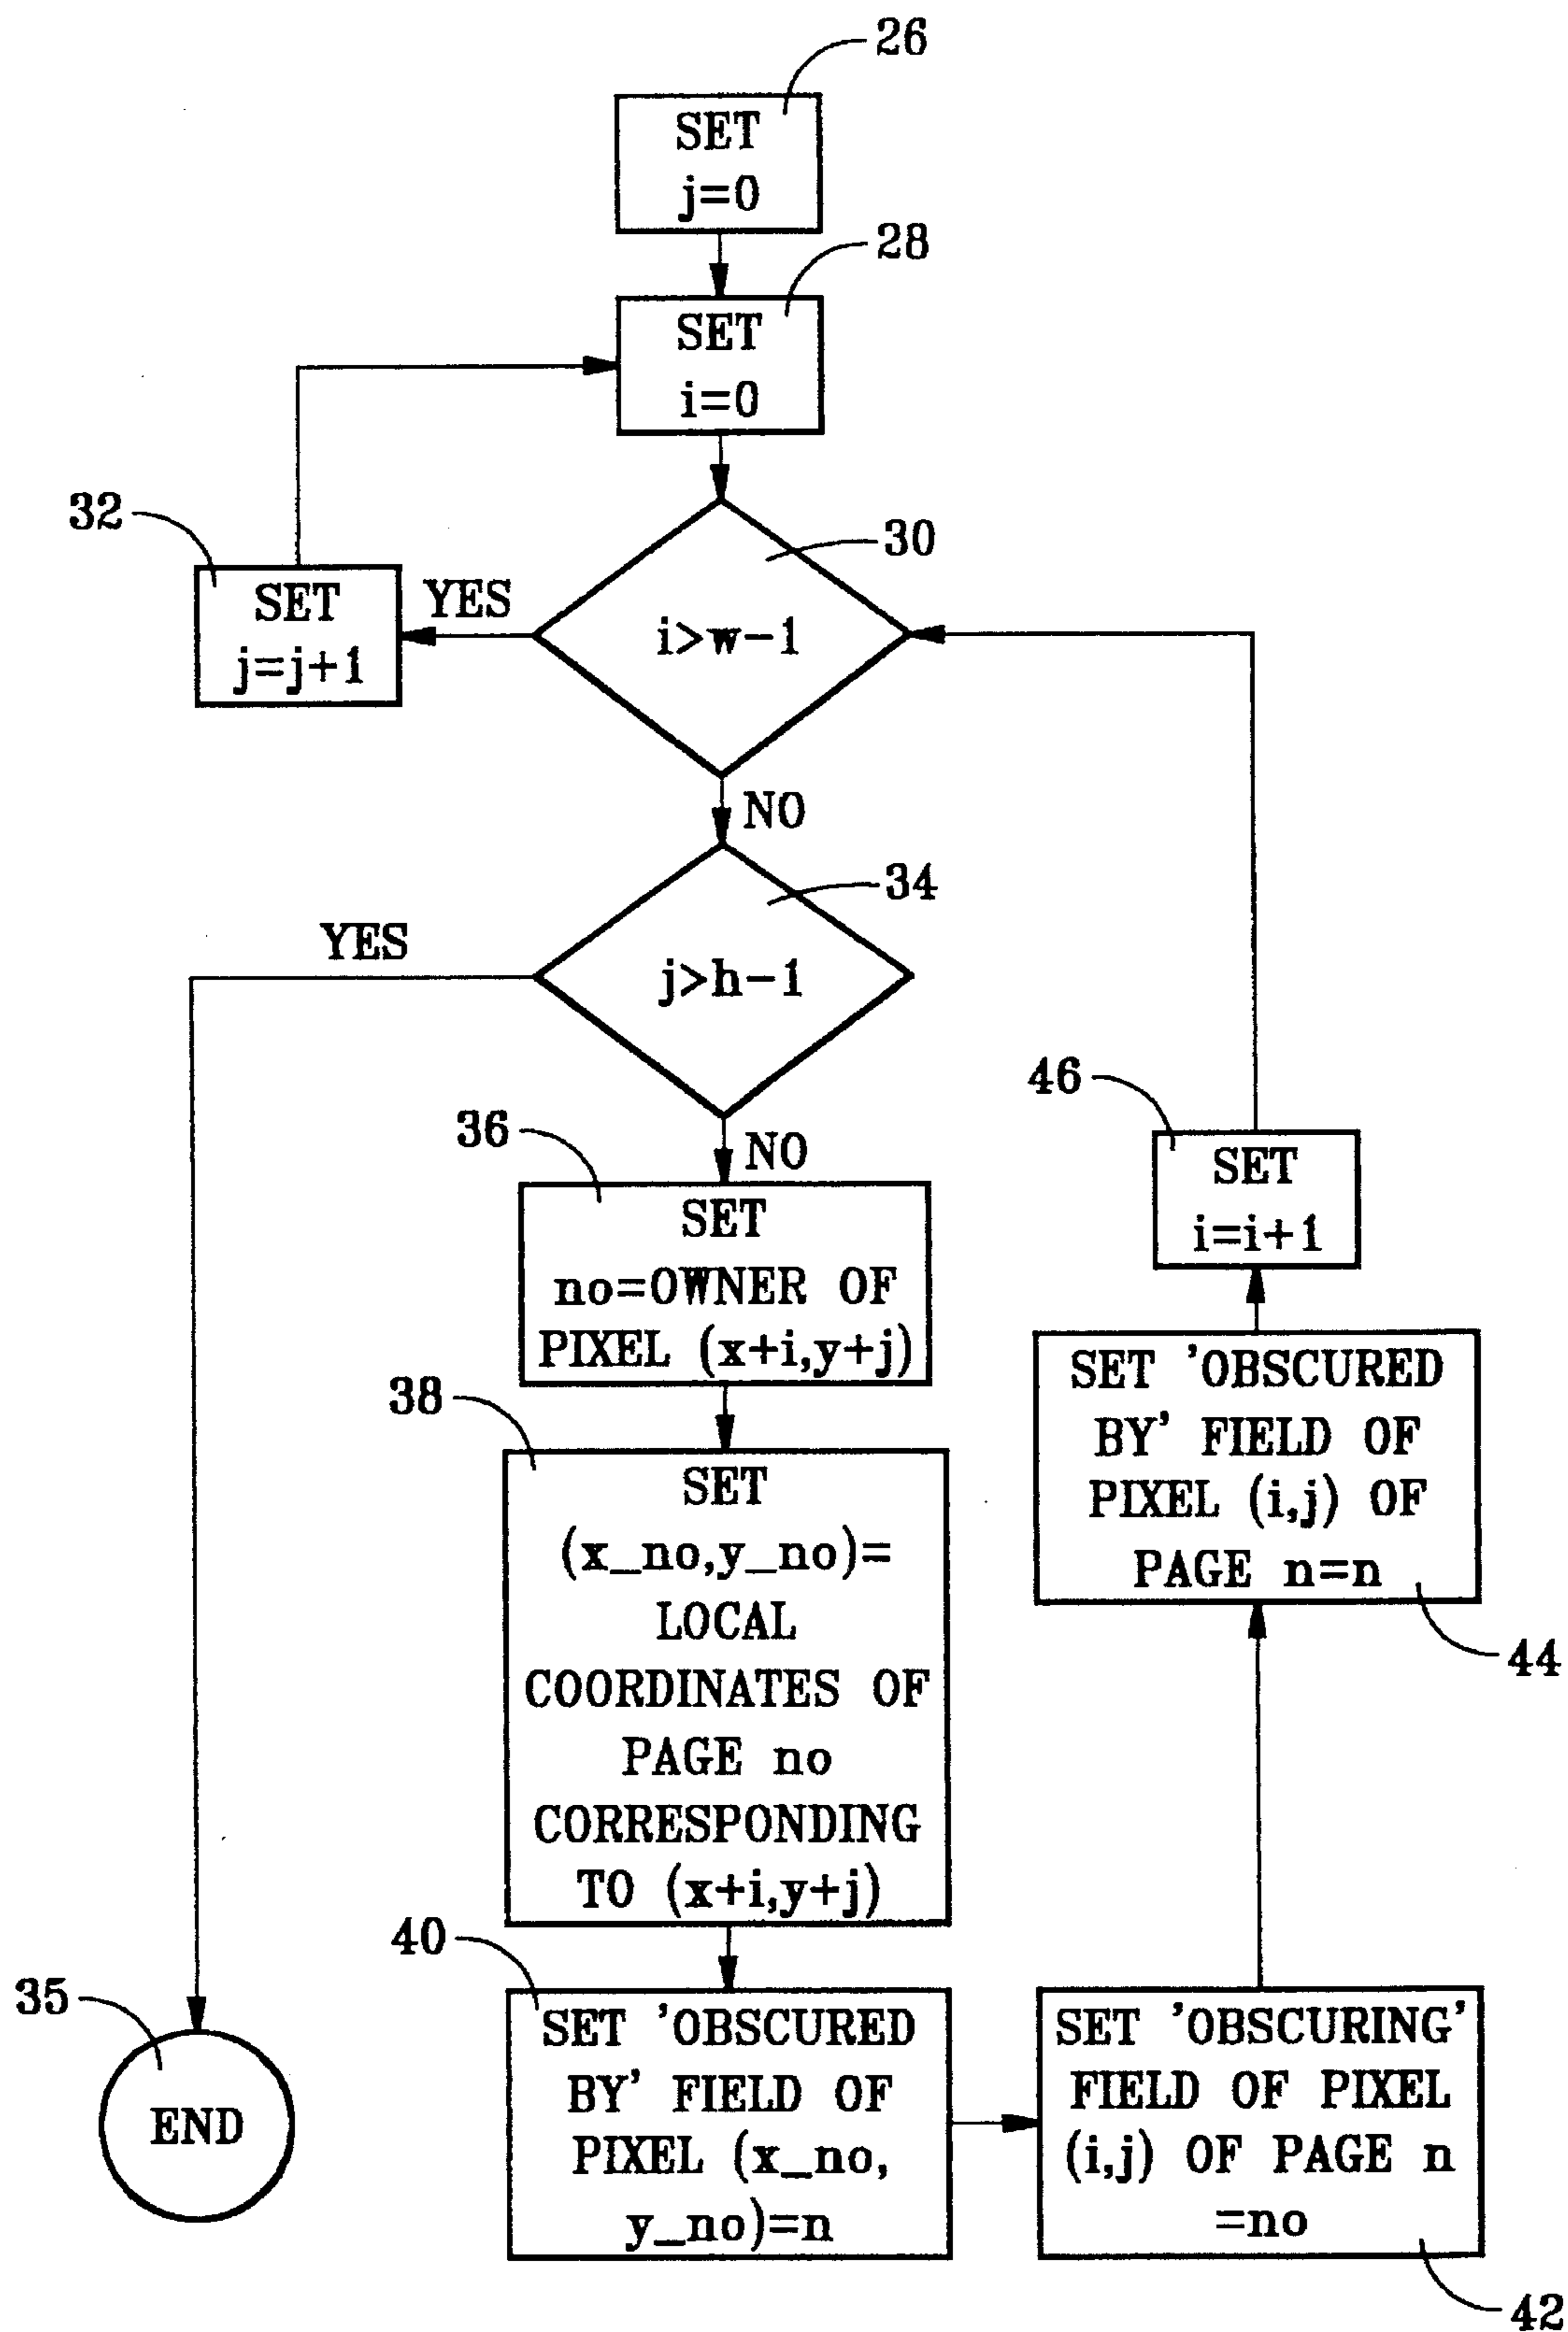 26
SET
j=0
28
SET
i=0
32
SET
j=j+1
YES
30
i>w-1
NO
34
YES
j>h-1
NO
36
SET
no=OWNER OF
PIXEL (x+i,y+j)
38
SET
(x_no,y_no)=
LOCAL
COORDINATES OF
PAGE no
CORRESPONDING
TO (x+i,y+j)
40
SET 'OBSCURED
BY' FIELD OF
PIXEL (x_no,
y_no)=n
SET 'OBSCURING'
FIELD OF PIXEL
(i,j) OF PAGE n
=no
42
SET 'OBSCURED
BY' FIELD OF
PIXEL (i,j) OF
PAGE n=n
44
46
SET
i=i+1
35
END